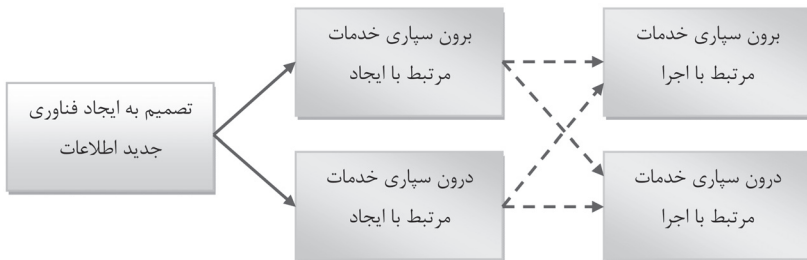 تصمیم به ایجاد فناوری
جدید اطلاعات
برون سپاری خدمات
مرتبط با ایجاد
درون سپاری خدمات
مرتبط با ایجاد
برون سپاری خدمات
مرتبط با اجرا
درون سپاری خدمات
مرتبط با اجرا